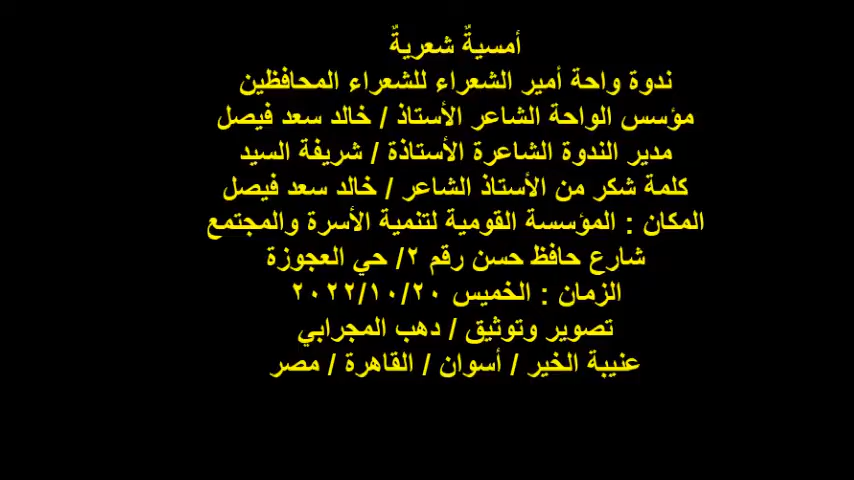 أمسيةٌ شعريةٌ
ندوة واحة أمير الشعراء للشعراء المحافظين
مؤسس الواحة الشاعر الأستاذ / خالد سعد فيصل
مدير الندوة الشاعرة الأستاذة / شريفة السيد
كلمة شكر من الأستاذ الشاعر / خالد سعد فيصل
المكان : المؤسسة القومية لتنمية الأسرة والمجتمع
شارع حافظ حسن رقم ٢/ حي العجوزة
الزمان : الخميس ٢٠٢٢/١٠/٢٠
تصوير وتوثيق / دهب المجرابي
عنيبة الخير / أسوان / القاهرة / مصر